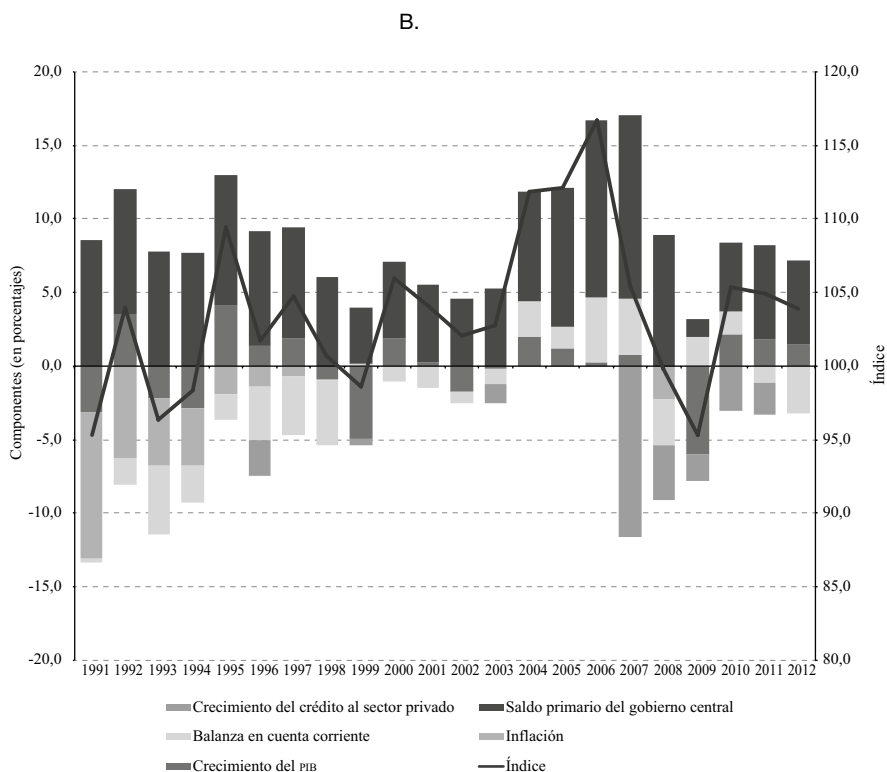 B.
20,0
15,0
10,0
5,0
0,0
-5,0
-10,0
-15,0
-20,0
Componentes (en porcentajes)
120,0
115,0
110,0
105,0
100,0
95,0
90,0
85,0
80,0
Índice
1991 1992 1993 1994 1995 1996 1997 1998 1999 2000 2001 2002 2003 2004 2005 2006 2007 2008 2009 2010 2011 2012
Crecimiento del crédito al sector privado Saldo primario del gobierno central
Balanza en cuenta corriente Inflación
Crecimiento del PIB Índice